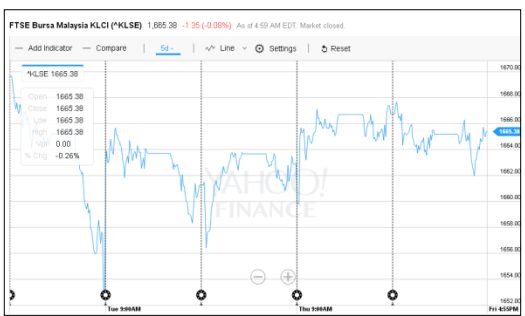 FTSE Bursa Malaysia KLCI (^KLSE) 1,665.38 -1.35 (-0.08%) As of 4:59 AM EDT. Market closed.
Add Indicator Compare 5d Line Settings Reset
^KLSE 1665.38
Open 1665.38
Close 1665.38
Low 1665.38
High 1665.38
Vol 0.00
% Chg -0.26%
1670.00
1668.00
1666.00
1665.38
1664.00
1662.00
1660.00
1658.00
1656.00
1654.00
1652.00
YAHOO!
FINANCE
Tue 9:00AM Thu 9:00AM Fri 4:55PM